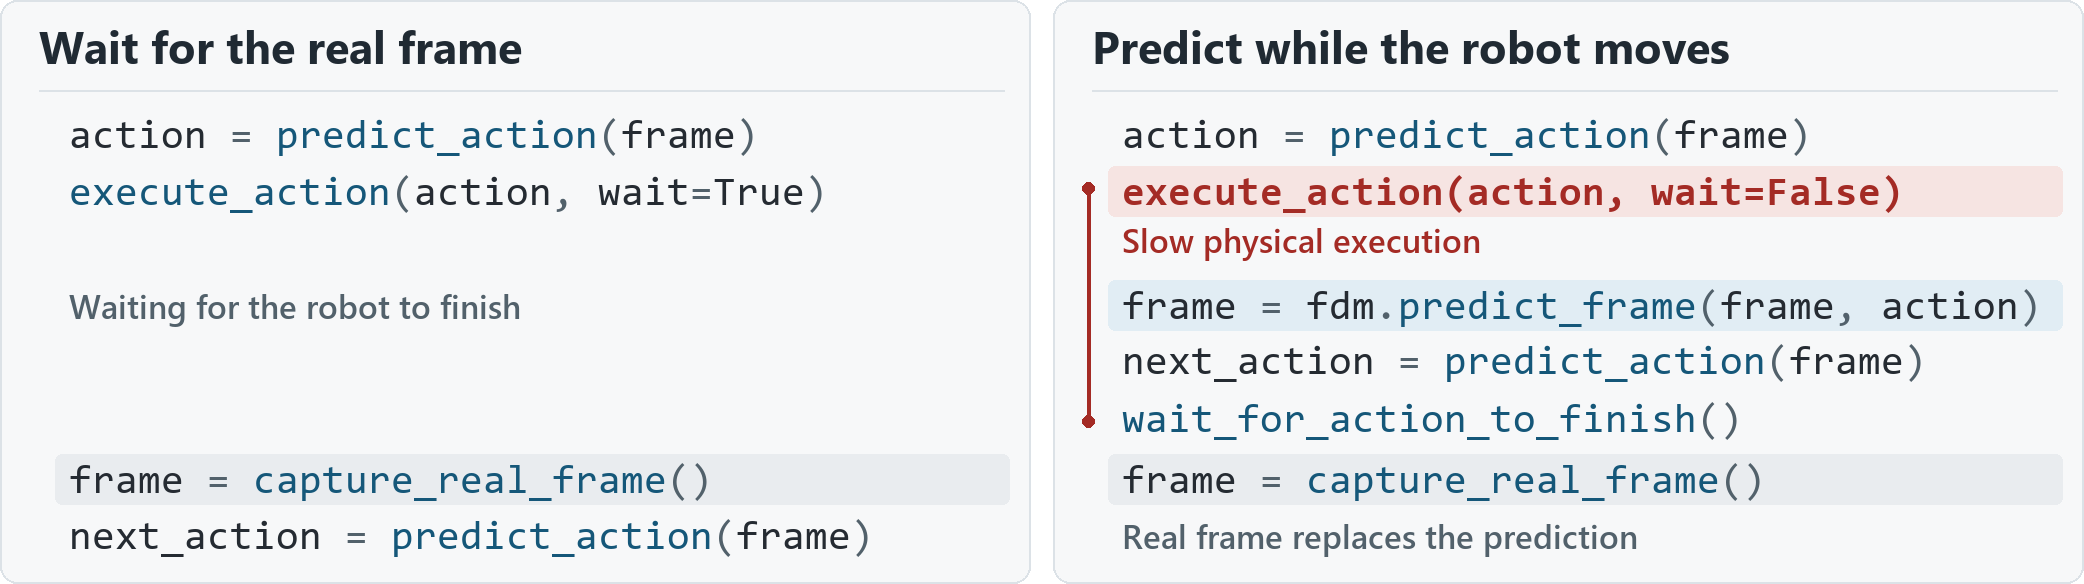 Wait for the real frame
action = predict_action(frame)
execute_action(action, wait=True)
Waiting for the robot to finish
frame = capture_real_frame()
next_action = predict_action(frame)
Predict while the robot moves
action = predict_action(frame)
execute_action(action, wait=False)
Slow physical execution
frame = fdm.predict_frame(frame, action)
next_action = predict_action(frame)
wait_for_action_to_finish()
frame = capture_real_frame()
Real frame replaces the prediction